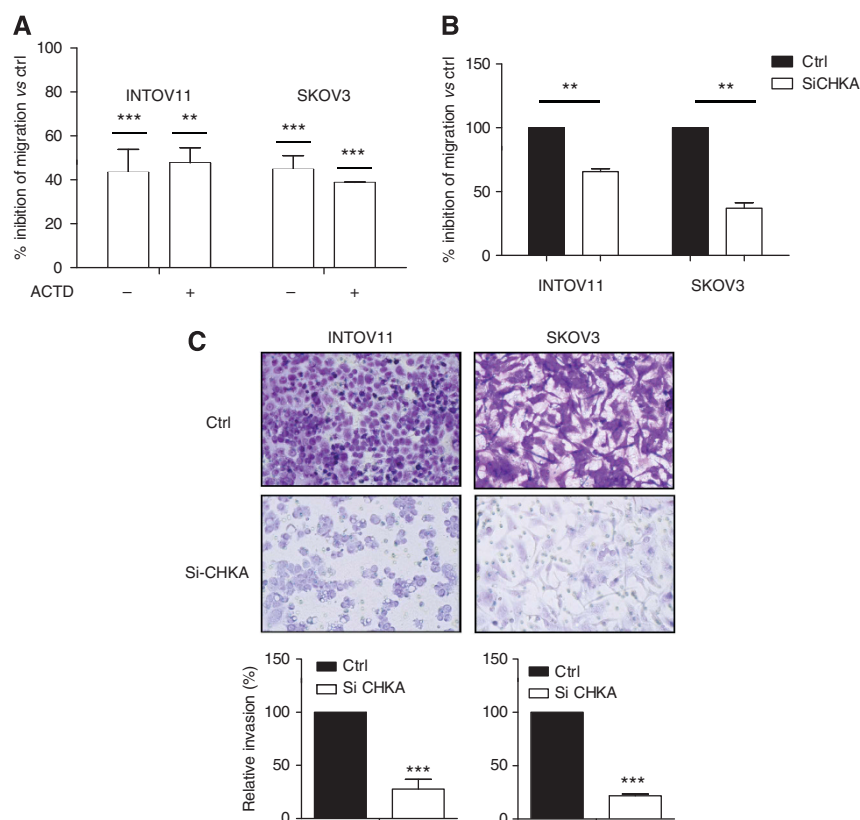 A
% inibition of migration vs ctrl
100
80
60
40
20
0
INTOV11
SKOV3
***
**
***
***
ACTD
–
+
–
+
B
% inibition of migration vs ctrl
150
100
50
0
**
**
Ctrl
SiCHKA
INTOV11
SKOV3
C
INTOV11
SKOV3
Ctrl
Si-CHKA
Relative invasion (%)
150
100
50
0
Ctrl
Si CHKA
***
150
100
50
0
Ctrl
Si CHKA
***